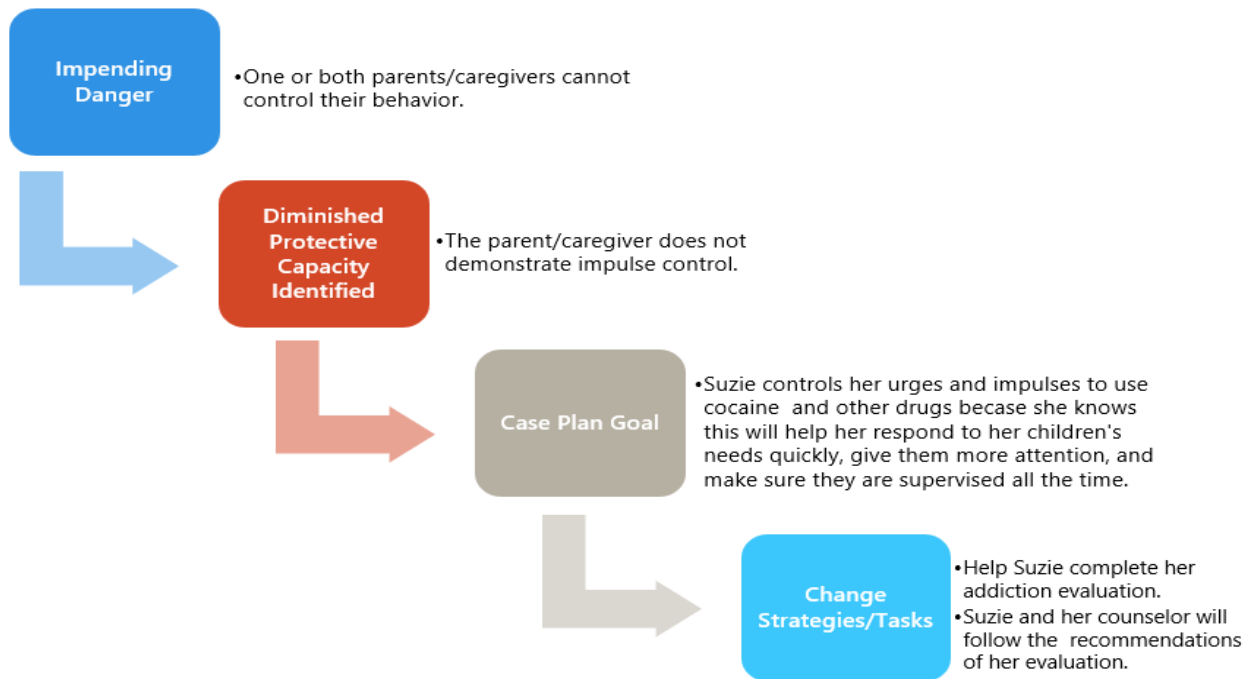 Impending
Danger
•One or both parents/caregivers cannot
control their behavior.
Diminished
Protective
Capacity
Identified
•The parent/caregiver does not
demonstrate impulse control.
Case Plan Goal
•Suzie controls her urges and impulses to use
cocaine and other drugs becase she knows
this will help her respond to her children's
needs quickly, give them more attention, and
make sure they are supervised all the time.
Change
Strategies/Tasks
•Help Suzie complete her
addiction evaluation.
•Suzie and her counselor will
follow the recommendations
of her evaluation.